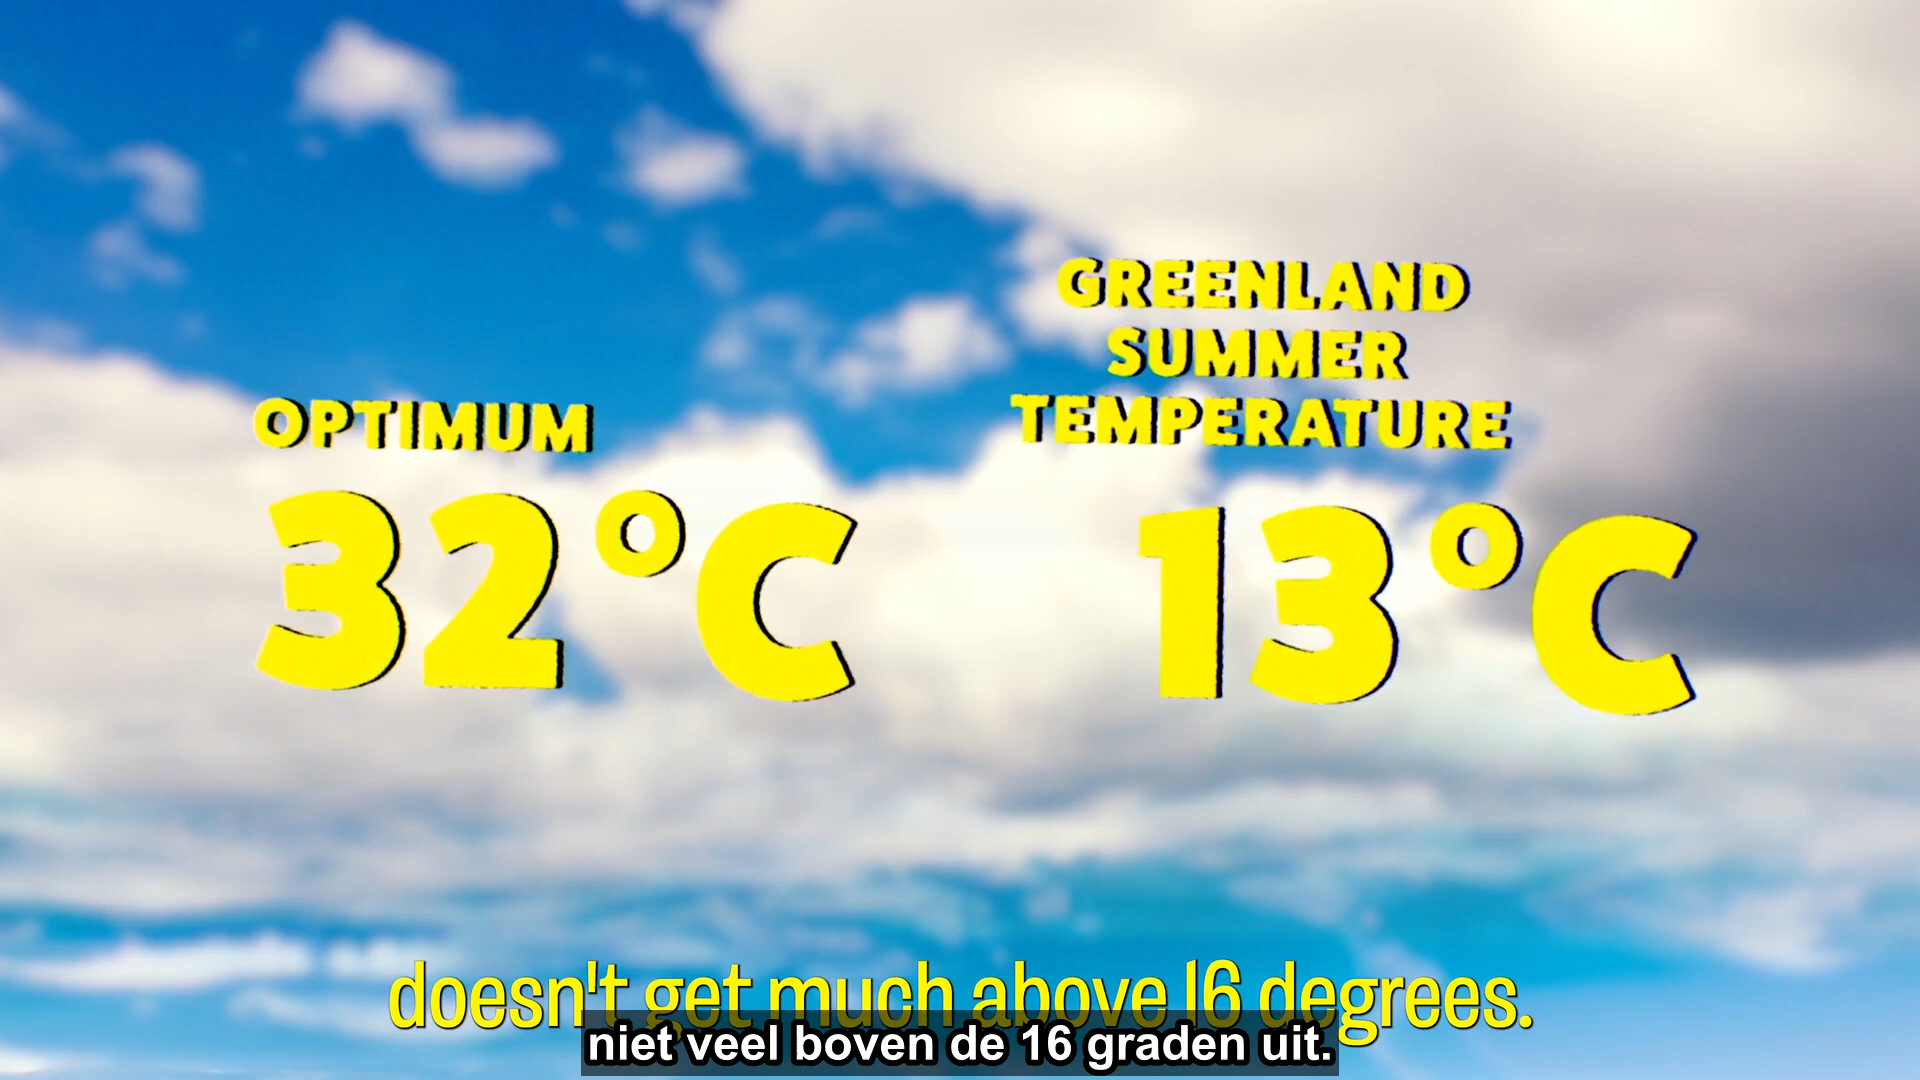 OPTIMUM
32°C
GREENLAND
SUMMER
TEMPERATURE
13°C
doesn't get much above 16 degrees.
niet veel boven de 16 graden uit.